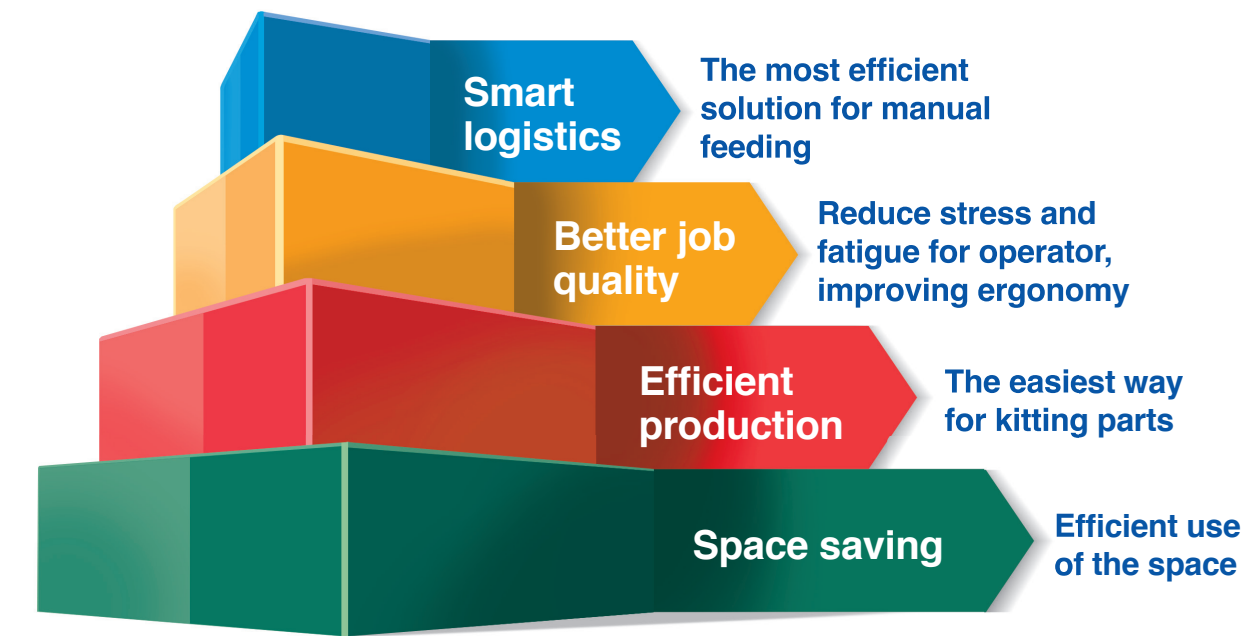 Smart
logistics
The most efficient
solution for manual
feeding
Better job
quality
Reduce stress and
fatigue for operator,
improving ergonomy
Efficient
production
The easiest way
for kitting parts
Space saving
Efficient use
of the space